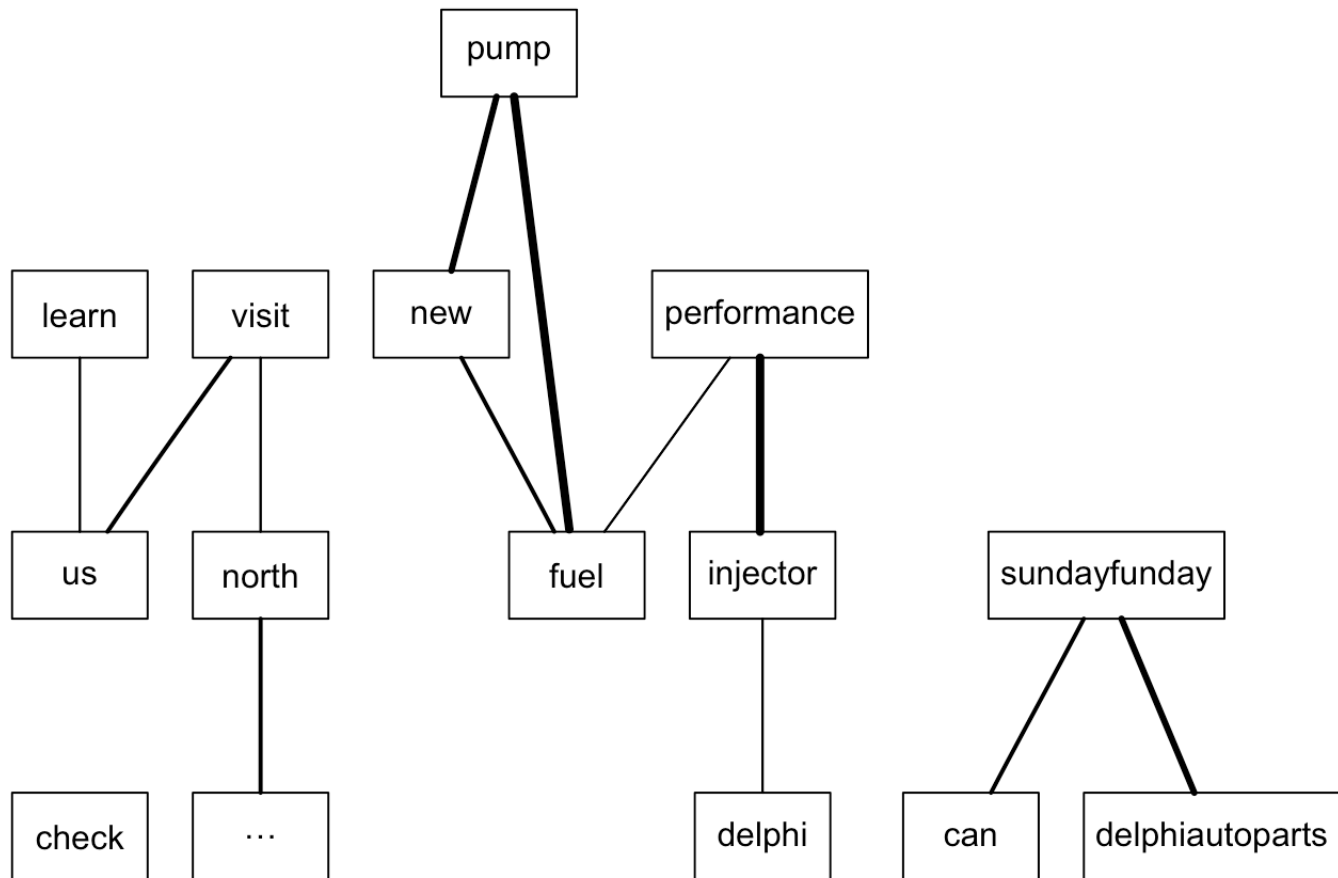 pump
learn
visit
new
performance
us
north
fuel
injector
sundayfunday
check
…
delphi
can
delphiautoparts